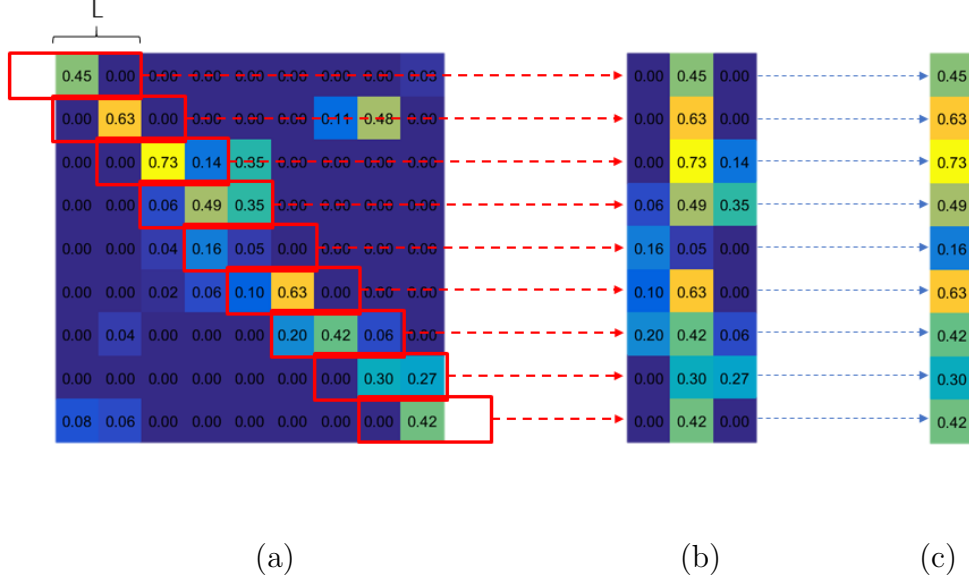 L
0.45 0.00 0.00 0.00 0.00 0.00 0.00 0.00 0.03 0.00 0.45 0.00 0.45
0.00 0.63 0.00 0.00 0.00 0.00 0.11 0.48 0.00 0.00 0.63 0.00 0.63
0.00 0.00 0.73 0.14 0.35 0.00 0.00 0.00 0.00 0.00 0.73 0.14 0.73
0.00 0.00 0.06 0.49 0.35 0.00 0.00 0.00 0.00 0.06 0.49 0.35 0.49
0.00 0.00 0.04 0.16 0.05 0.00 0.00 0.00 0.00 0.16 0.05 0.00 0.16
0.00 0.00 0.02 0.06 0.10 0.63 0.00 0.00 0.00 0.10 0.63 0.00 0.63
0.00 0.04 0.00 0.00 0.00 0.20 0.42 0.06 0.00 0.20 0.42 0.06 0.42
0.00 0.00 0.00 0.00 0.00 0.00 0.00 0.30 0.27 0.00 0.30 0.27 0.30
0.08 0.06 0.00 0.00 0.00 0.00 0.00 0.00 0.42 0.00 0.42 0.00 0.42
(a) (b) (c)